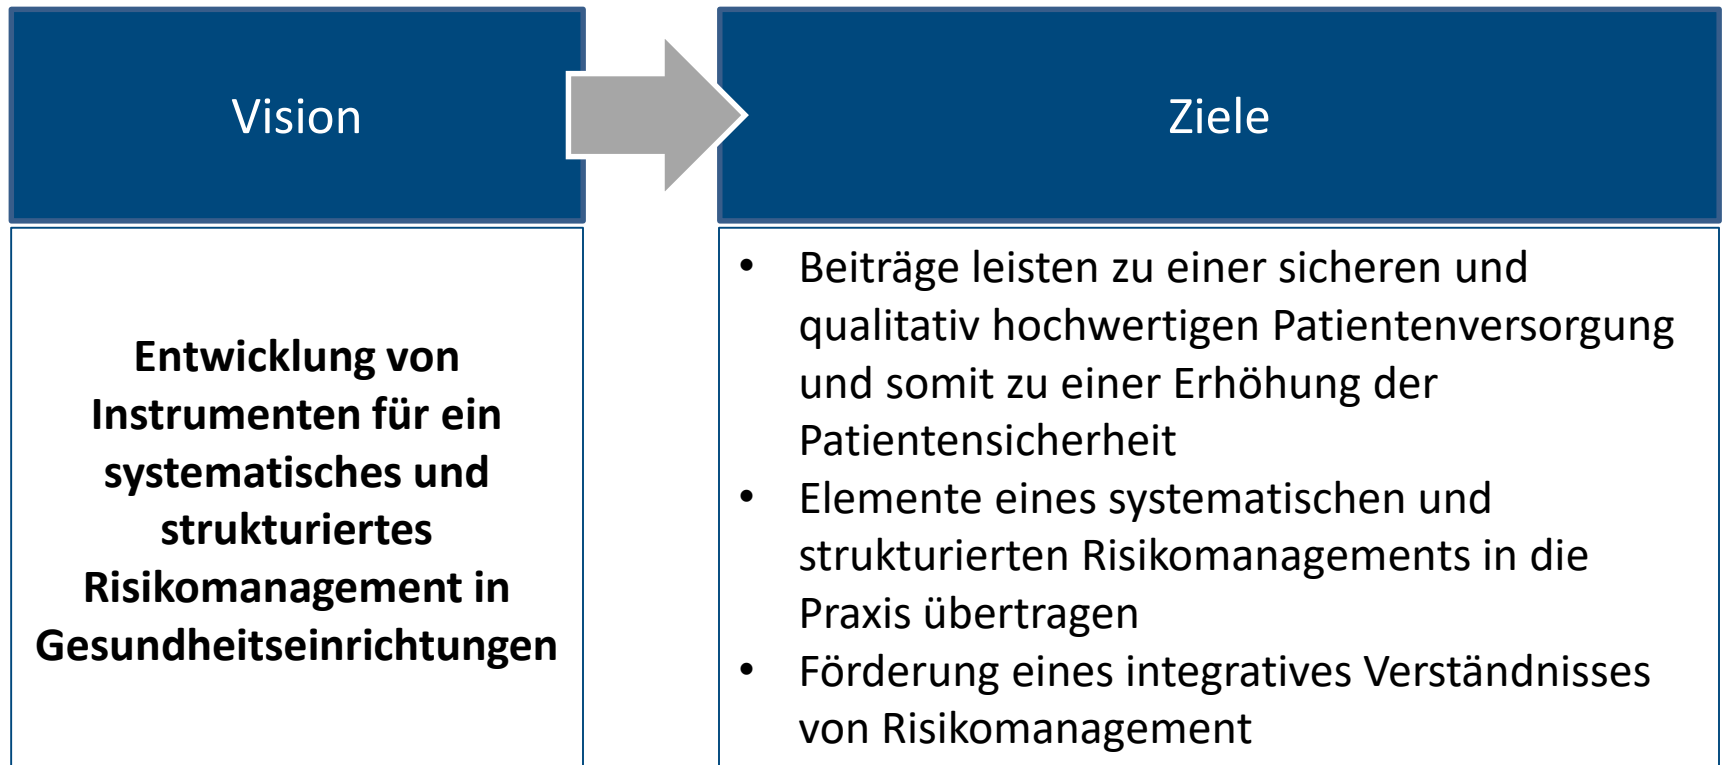 Vision
Ziele
Entwicklung von
Instrumenten für ein
systematisches und
strukturiertes
Risikomanagement in
Gesundheitseinrichtungen
• Beiträge leisten zu einer sicheren und
qualitativ hochwertigen Patientenversorgung
und somit zu einer Erhöhung der
Patientensicherheit
• Elemente eines systematischen und
strukturierten Risikomanagements in die
Praxis übertragen
• Förderung eines integratives Verständnisses
von Risikomanagement